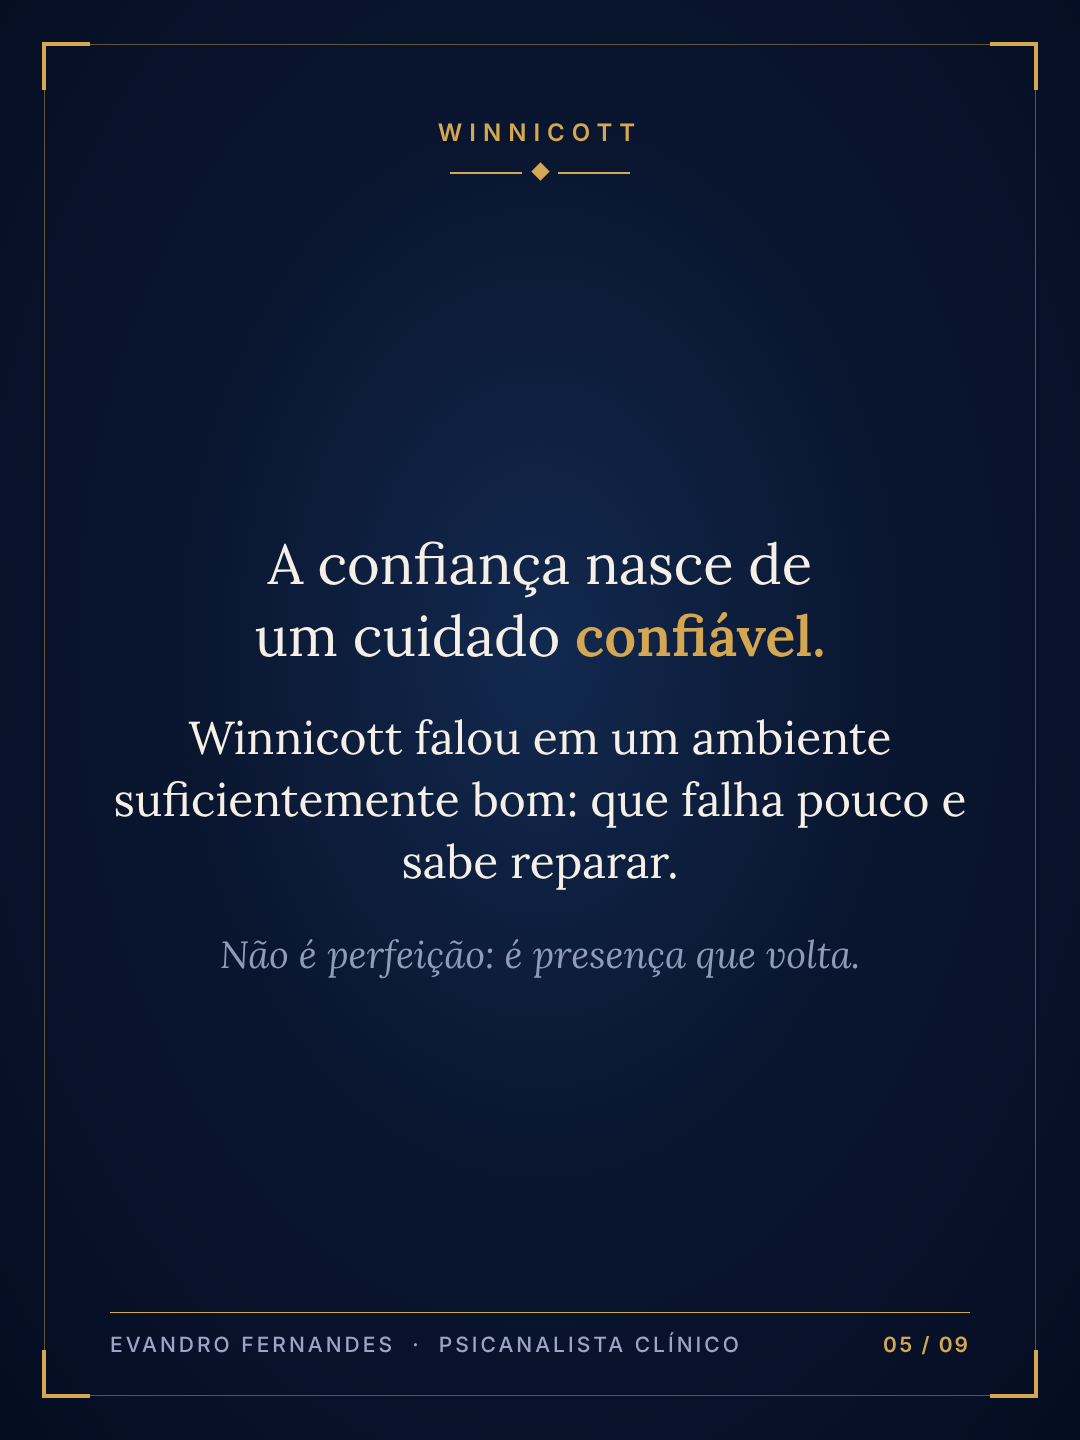 WINNICOTT
A confiança nasce de
um cuidado confiável.
Winnicott falou em um ambiente
suficientemente bom: que falha pouco e
sabe reparar.
Não é perfeição: é presença que volta.
EVANDRO FERNANDES · PSICANALISTA CLÍNICO 05 / 09